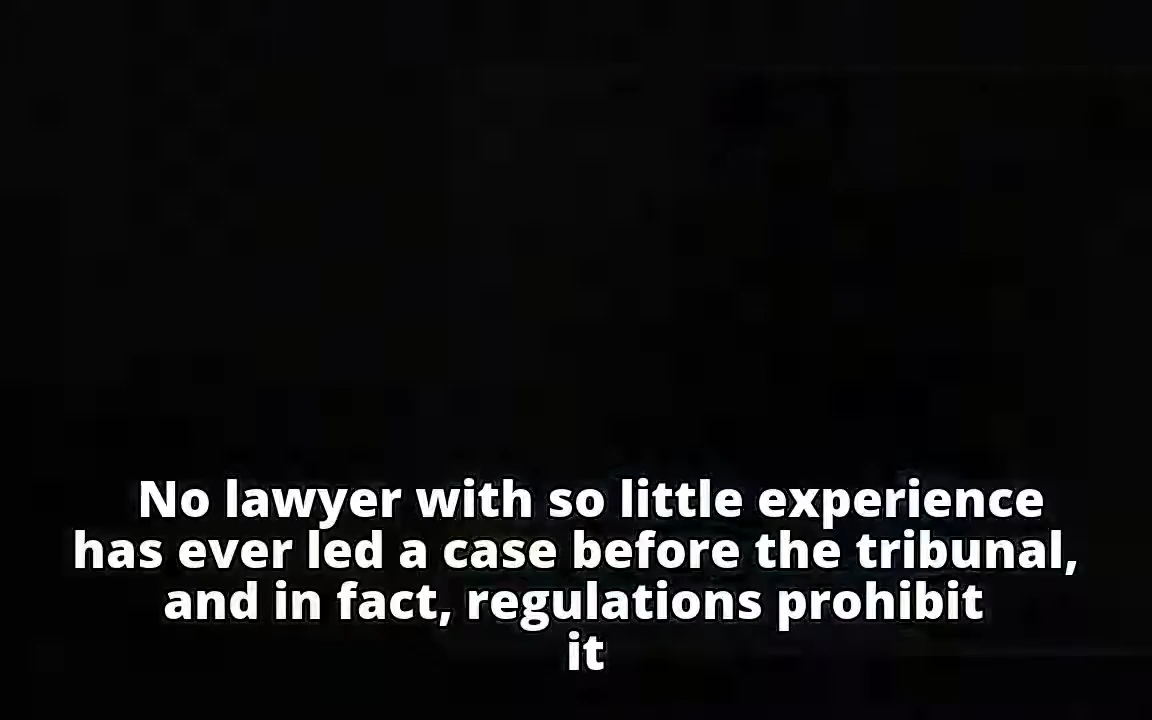 No lawyer with so little experience
has ever led a case before the tribunal,
and in fact, regulations prohibit
it